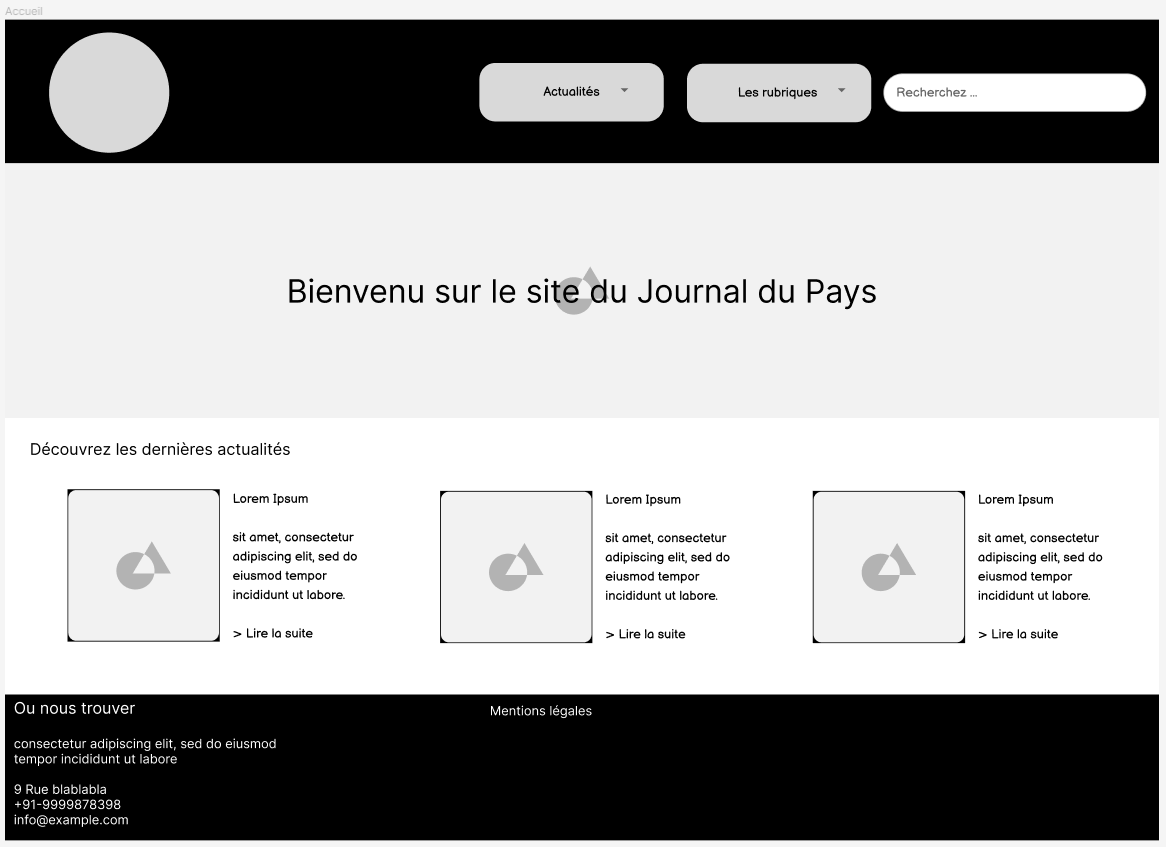 Accueil
Actualités
Les rubriques
Recherchez ...
Bienvenu sur le site du Journal du Pays
Découvrez les dernières actualités
Lorem Ipsum
sit amet, consectetur
adipiscing elit, sed do
eiusmod tempor
incididunt ut labore.
> Lire la suite
Lorem Ipsum
sit amet, consectetur
adipiscing elit, sed do
eiusmod tempor
incididunt ut labore.
> Lire la suite
Lorem Ipsum
sit amet, consectetur
adipiscing elit, sed do
eiusmod tempor
incididunt ut labore.
> Lire la suite
Ou nous trouver
consectetur adipiscing elit, sed do eiusmod
tempor incididunt ut labore
9 Rue blablabla
+91-9999878398
info@example.com
Mentions légales